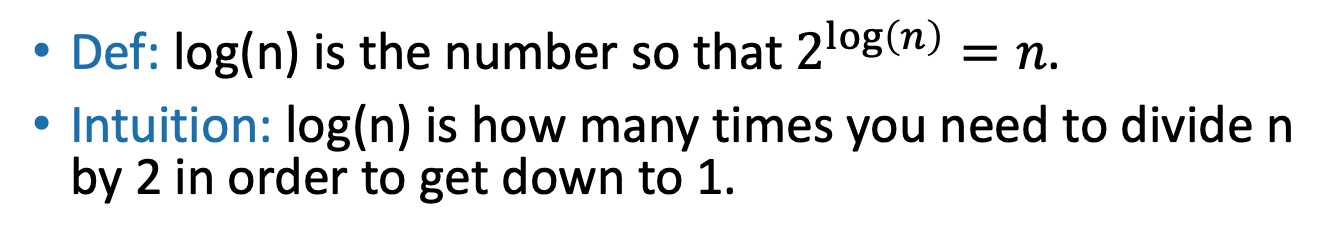 • Def: log(n) is the number so that 2^log(n) = n.
• Intuition: log(n) is how many times you need to divide n
by 2 in order to get down to 1.